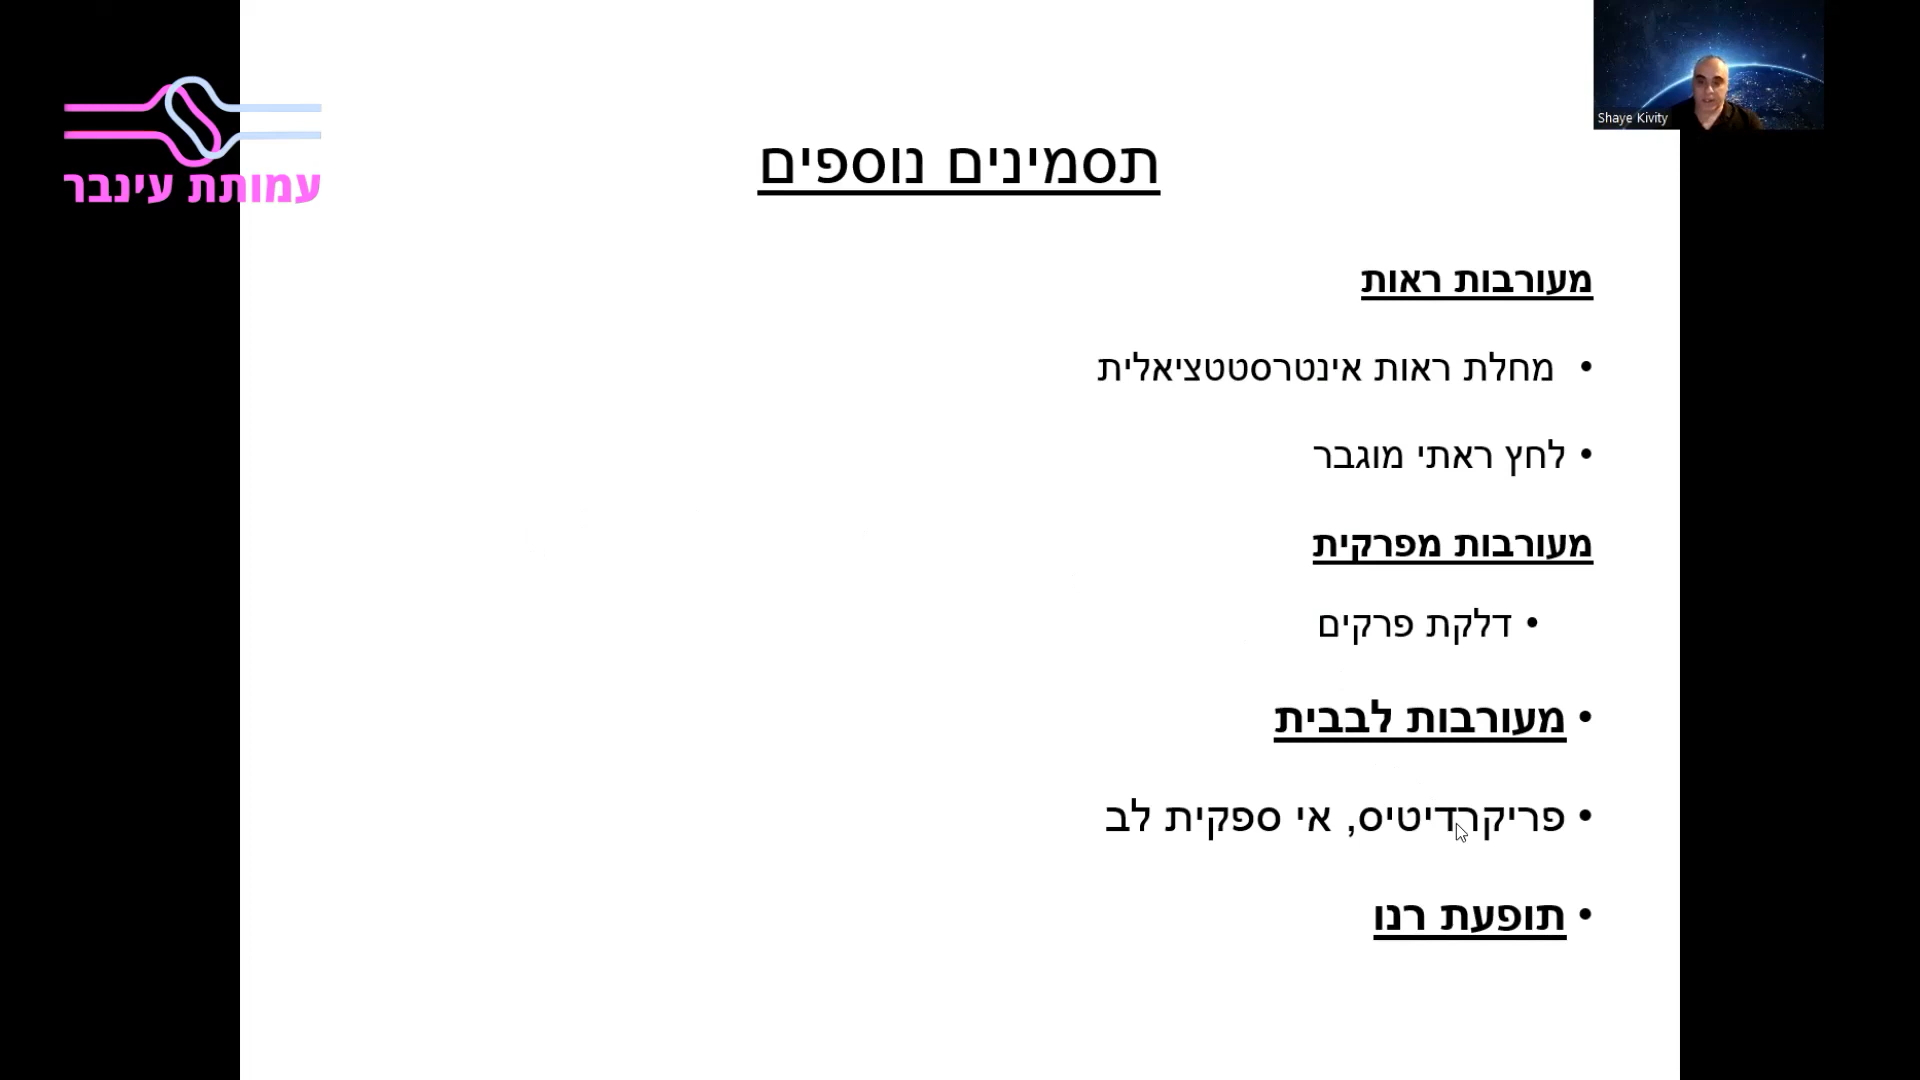 Shaye Kivity
עמותת עינבר
תסמינים נוספים
מעורבות ראות
• מחלת ראות אינטרסטטציאלית
• לחץ ראתי מוגבר
מעורבות מפרקית
• דלקת פרקים
• מעורבות לבבית
• פריקרדיטיס, אי ספקית לב
• תופעת רנו